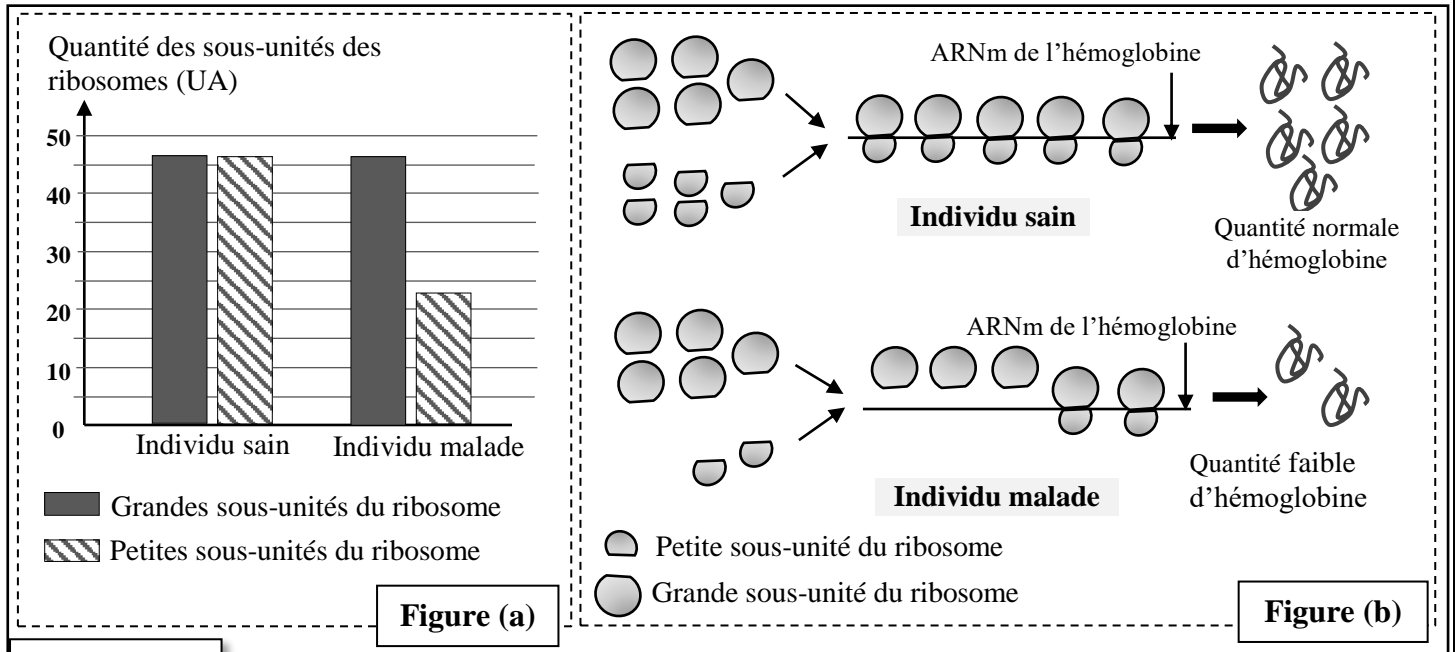 Quantité des sous-unités des
ribosomes (UA)
50
40
30
20
10
0
Individu sain
Individu malade
Grandes sous-unités du ribosome
Petites sous-unités du ribosome
Figure (a)
ARNm de l’hémoglobine
Individu sain
Quantité normale
d’hémoglobine
ARNm de l’hémoglobine
Individu malade
Quantité faible
d’hémoglobine
Petite sous-unité du ribosome
Grande sous-unité du ribosome
Figure (b)